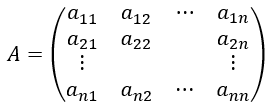 A = 
a₁₁ a₁₂ ⋯ a₁ₙ
a₂₁ a₂₂ a₂ₙ
⋮ ⋮
aₙ₁ aₙ₂ ⋯ aₙₙ